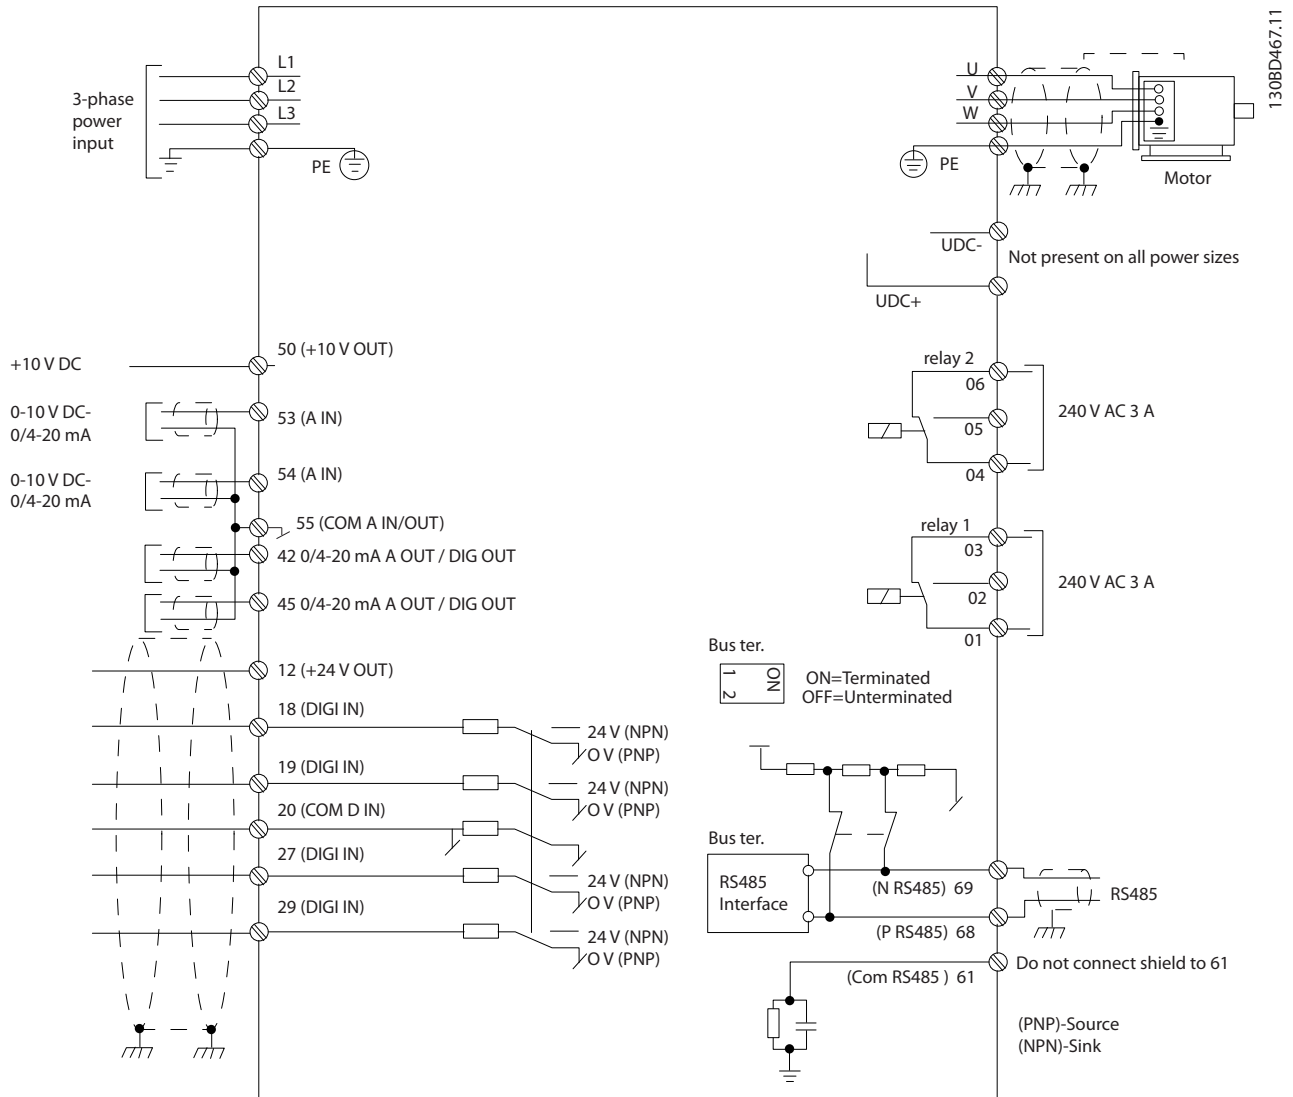 130BD467.11
L1
L2
L3
3-phase
power
input
PE
U
V
W
PE
Motor
UDC-
Not present on all power sizes
UDC+
+10 V DC
50 (+10 V OUT)
0-10 V DC-
0/4-20 mA
53 (A IN)
0-10 V DC-
0/4-20 mA
54 (A IN)
55 (COM A IN/OUT)
42 0/4-20 mA A OUT / DIG OUT
45 0/4-20 mA A OUT / DIG OUT
12 (+24 V OUT)
18 (DIGI IN)
24 V (NPN)
O V (PNP)
19 (DIGI IN)
24 V (NPN)
O V (PNP)
20 (COM D IN)
27 (DIGI IN)
24 V (NPN)
O V (PNP)
29 (DIGI IN)
24 V (NPN)
O V (PNP)
relay 2
06
05
04
240 V AC 3 A
relay 1
03
02
01
240 V AC 3 A
Bus ter.
1
2
ON
ON=Terminated
OFF=Unterminated
Bus ter.
RS485
Interface
(N RS485) 69
(P RS485) 68
RS485
(Com RS485 ) 61
Do not connect shield to 61
(PNP)-Source
(NPN)-Sink